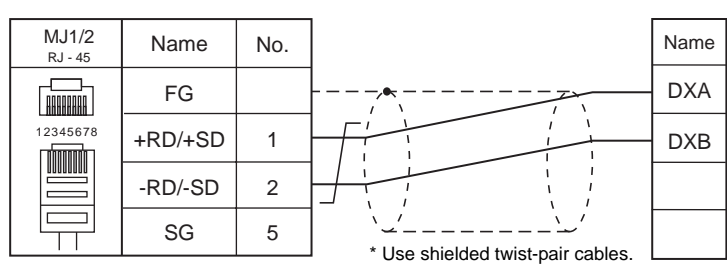 MJ1/2
RJ - 45
Name
No.
Name
FG
DXA
12345678
+RD/+SD
1
DXB
-RD/-SD
2
SG
5
* Use shielded twist-pair cables.